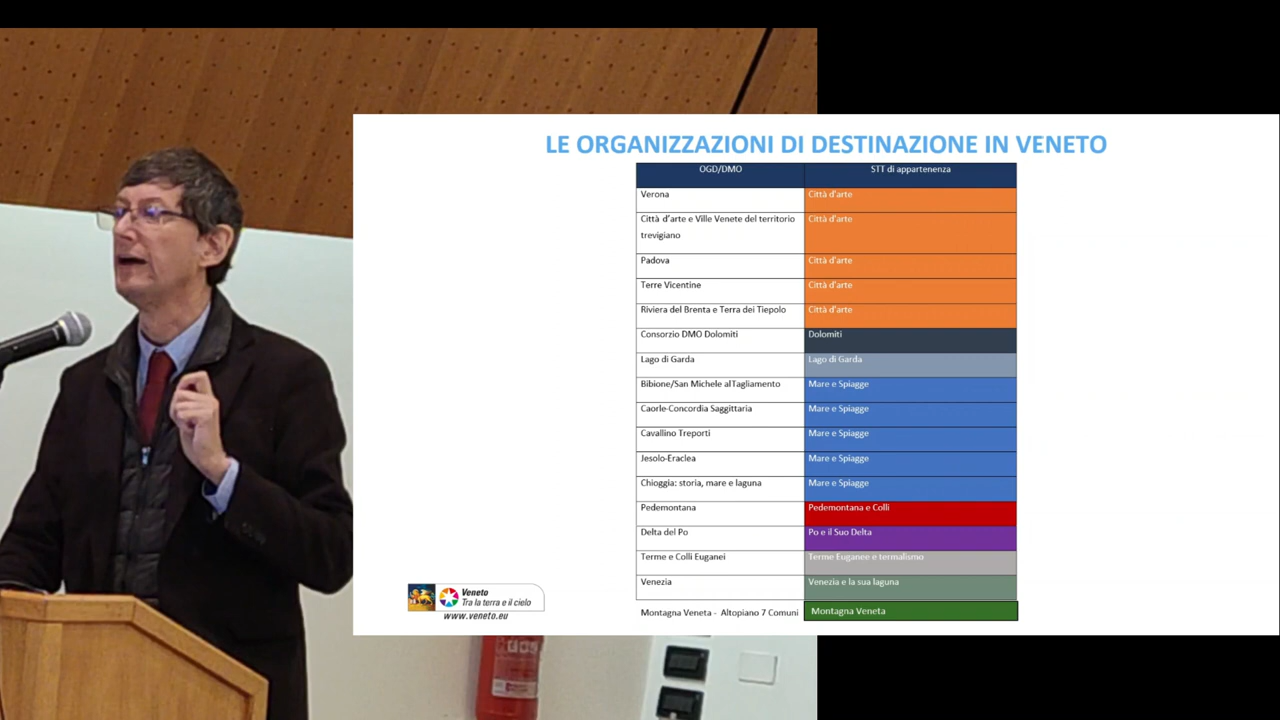 LE ORGANIZZAZIONI DI DESTINAZIONE IN VENETO
OGD/DMO STT di appartenenza
Verona Città d'arte
Città d'arte e Ville Venete del territorio Città d'arte
trevigiano
Padova Città d'arte
Terre Vicentine Città d'arte
Riviera del Brenta e Terra dei Tiepolo Città d'arte
Consorzio DMO Dolomiti Dolomiti
Lago di Garda Lago di Garda
Bibione/San Michele alTagliamento Mare e Spiagge
Caorle-Concordia Saggittaria Mare e Spiagge
Cavallino Treporti Mare e Spiagge
Jesolo-Eraclea Mare e Spiagge
Chioggia: storia, mare e laguna Mare e Spiagge
Pedemontana Pedemontana e Colli
Delta del Po Po e il Suo Delta
Terme e Colli Euganei Terme Euganee e termalismo
Venezia Venezia e la sua laguna
Montagna Veneta - Altopiano 7 Comuni Montagna Veneta
Veneto
Tra la terra e il cielo
www.veneto.eu